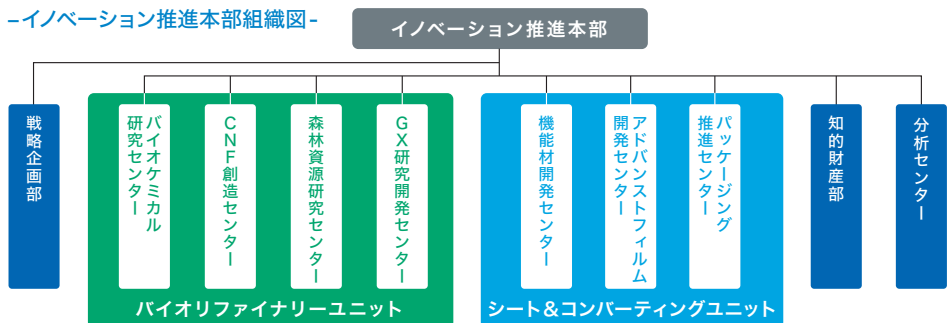 –イノベーション推進本部組織図–
イノベーション推進本部
戦略企画部
バイオケミカル
研究センター
CNF創造センター
森林資源研究センター
GX研究開発センター
機能材開発センター
アドバンストフィルム
開発センター
パッケージング
推進センター
知的財産部
分析センター
バイオリファイナリーユニット
シート&コンバーティングユニット